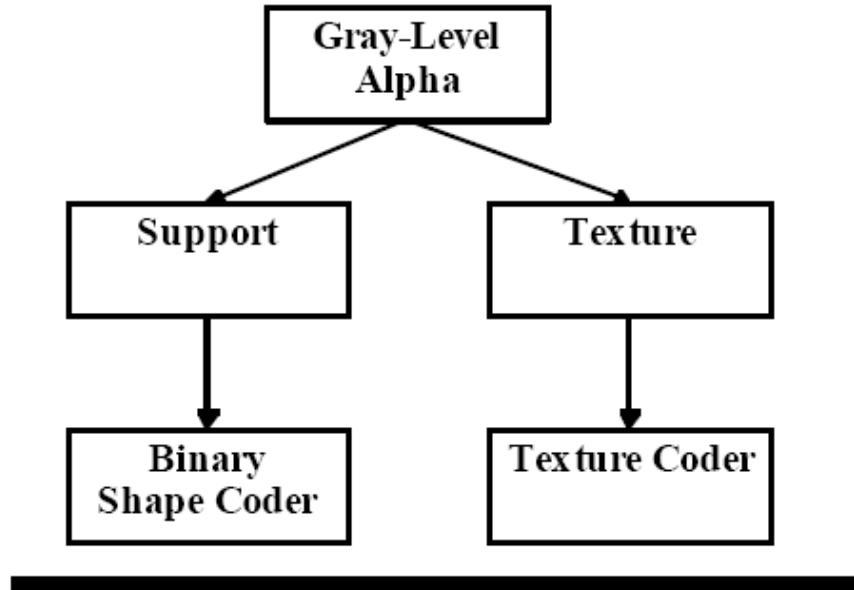 Gray-Level
Alpha
Support
Texture
Binary
Shape Coder
Texture Coder